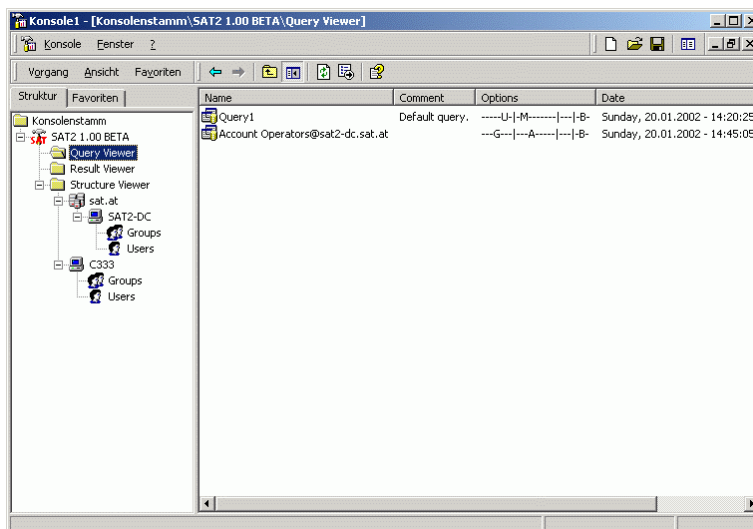 Konsole1 - [Konsolenstamm\SAT2 1.00 BETA\Query Viewer]
Konsole Fenster ?
Vorgang Ansicht Favoriten
Struktur Favoriten
Name Comment Options Date
Konsolenstamm
SAT2 1.00 BETA
Query Viewer
Result Viewer
Structure Viewer
sat.at
SAT2-DC
Groups
Users
C333
Groups
Users
Query1 Default query. -----U-|-M-------|---|-B- Sunday, 20.01.2002 - 14:20:25
Account Operators@sat2-dc.sat.at ---G---|---A-----|---|-B- Sunday, 20.01.2002 - 14:45:05